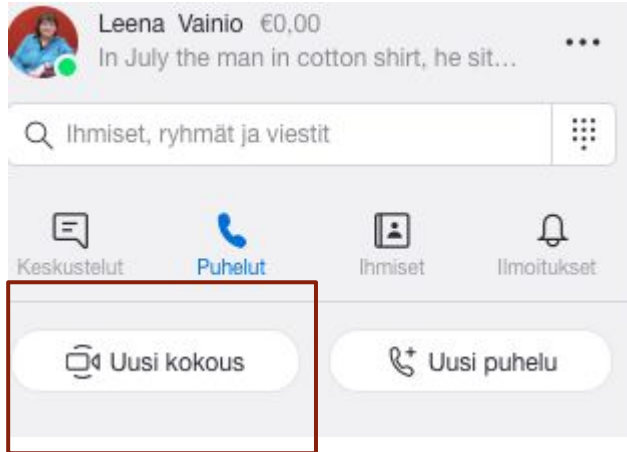 Leena Vainio €0,00
In July the man in cotton shirt, he sit...
Ihmiset, ryhmät ja viestit
Keskustelut Puhelut Ihmiset Ilmoitukset
Uusi kokous Uusi puhelu